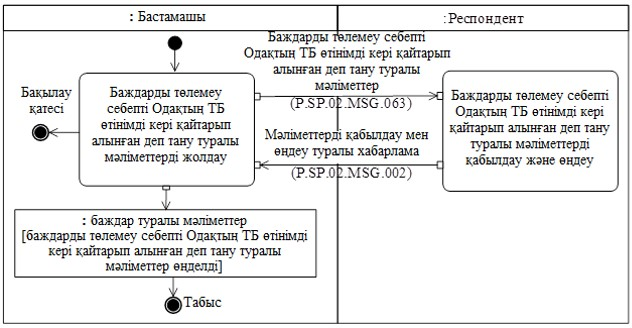 : Бастамашы
:Респондент
Баждарды төлемеу себепті
Одақтың ТБ өтінімді кері қайтарып
алынған деп тану туралы
мәліметтер
(P.SP.02.MSG.063)
Бақылау
қатесі
Баждарды төлемеу
себепті Одақтың ТБ
өтінімді кері қайтарып
алынған деп тану туралы
мәліметтерді жолдау
Баждарды төлемеу себепті
Одақтың ТБ өтінімді кері
қайтарып алынған деп тану
туралы мәліметтерді
қабылдау және өңдеу
Мәліметтерді қабылдау мен
өңдеу туралы хабарлама
(P.SP.02.MSG.002)
: баждар туралы мәліметтер
[баждарды төлемеу себепті Одақтың ТБ өтінімді
кері қайтарып алынған деп тану туралы
мәліметтер өңделді]
Табыс